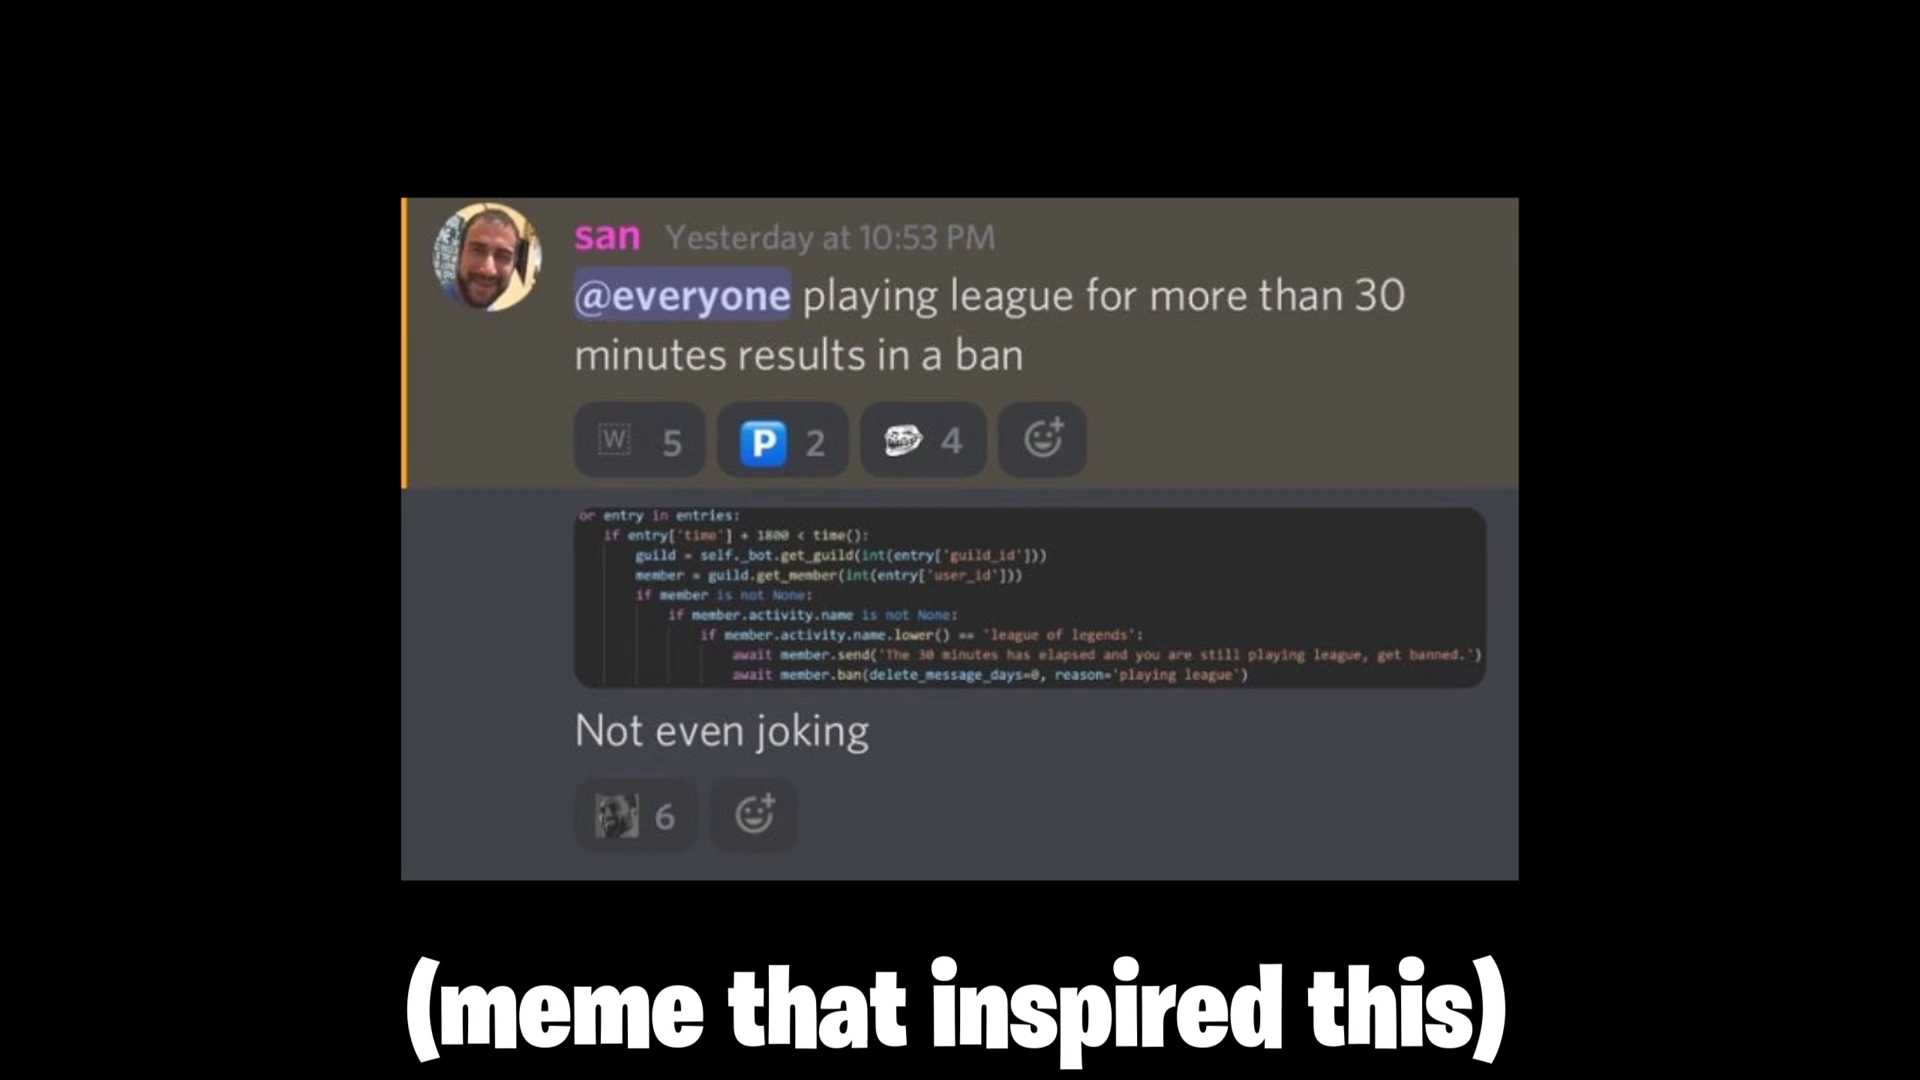 san Yesterday at 10:53 PM
@everyone playing league for more than 30
minutes results in a ban
W 5 P 2 4
or entry in entries:
if entry['time'] + 1800 < time():
guild = self._bot.get_guild(int(entry['guild_id']))
member = guild.get_member(int(entry['user_id']))
if member is not None:
if member.activity.name is not None:
if member.activity.name.lower() == 'league of legends':
await member.send('The 30 minutes has elapsed and you are still playing league, get banned.')
await member.ban(delete_message_days=0, reason='playing league')
Not even joking
6
(meme that inspired this)